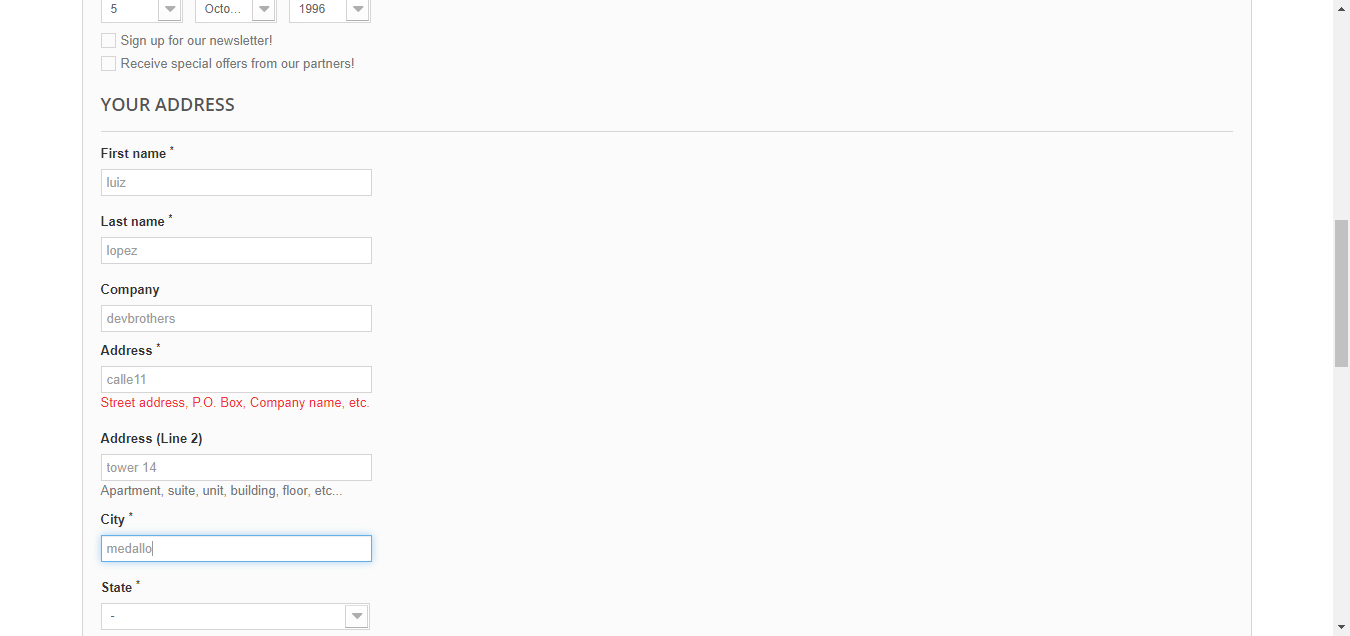 5 Octo... 1996
Sign up for our newsletter!
Receive special offers from our partners!
YOUR ADDRESS
First name *
luiz
Last name *
lopez
Company
devbrothers
Address *
calle11
Street address, P.O. Box, Company name, etc.
Address (Line 2)
tower 14
Apartment, suite, unit, building, floor, etc...
City *
medallo
State *
-